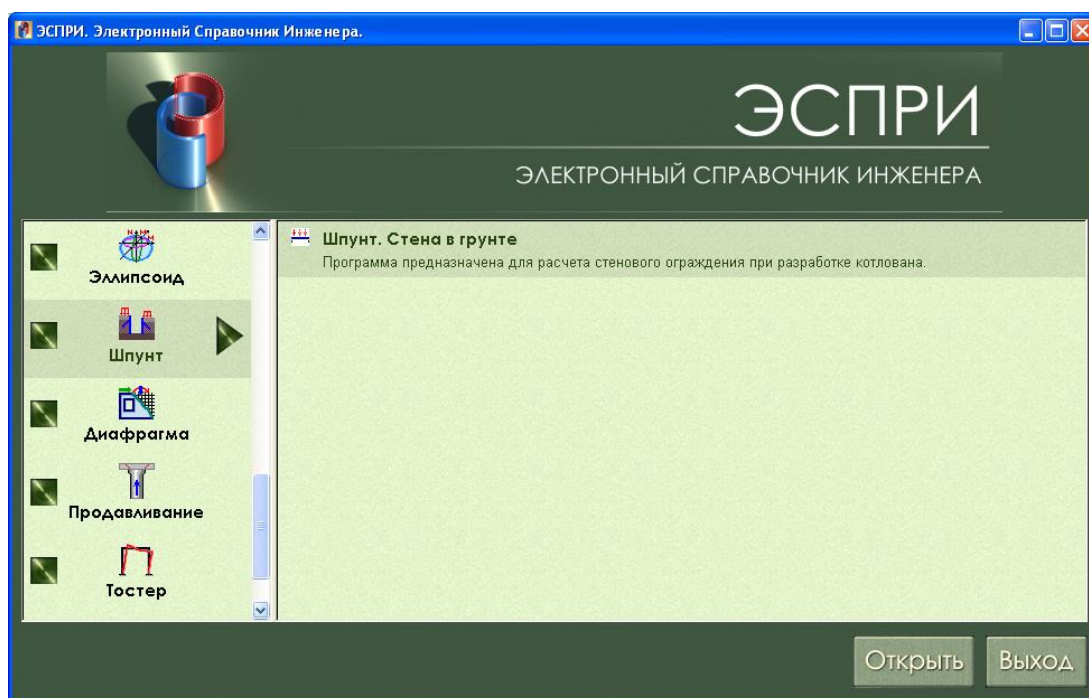 ЭСПРИ. Электронный Справочник Инженера.
ЭСПРИ
ЭЛЕКТРОННЫЙ СПРАВОЧНИК ИНЖЕНЕРА
Эллипсоид
Шпунт
Диафрагма
Продавливание
Тостер
Шпунт. Стена в грунте
Программа предназначена для расчета стенового ограждения при разработке котлована.
Открыть
Выход